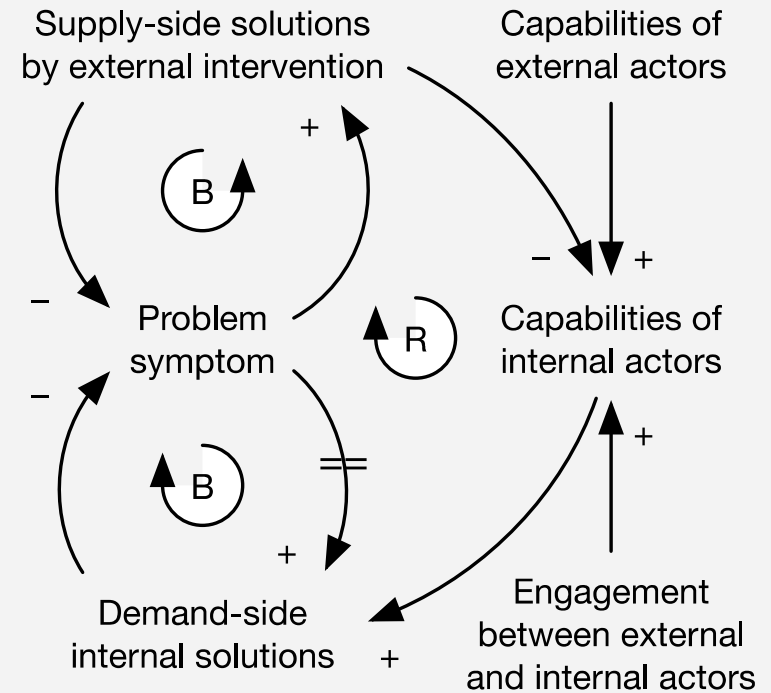 Supply-side solutions
by external intervention
Capabilities of
external actors
+
B
–
+
–
Problem
symptom
R
Capabilities of
internal actors
–
+
B
+
Demand-side
internal solutions
+
Engagement
between external
and internal actors